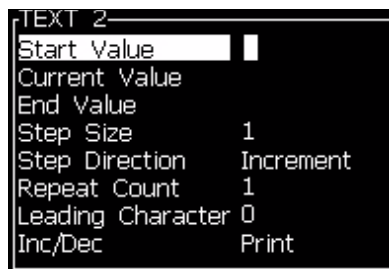 TEXT 2
Start Value
Current Value
End Value
Step Size 1
Step Direction Increment
Repeat Count 1
Leading Character 0
Inc/Dec Print